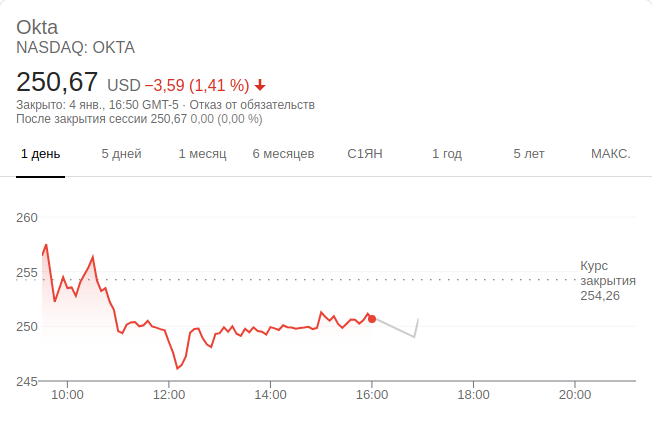 Okta
NASDAQ: OKTA
250,67 USD −3,59 (1,41 %)
Закрыто: 4 янв., 16:50 GMT-5 · Отказ от обязательств
После закрытия сессии 250,67 0,00 (0,00 %)
1 день 5 дней 1 месяц 6 месяцев С1ЯН 1 год 5 лет МАКС.
260
255
250
245
Курс
закрытия
254,26
10:00 12:00 14:00 16:00 18:00 20:00